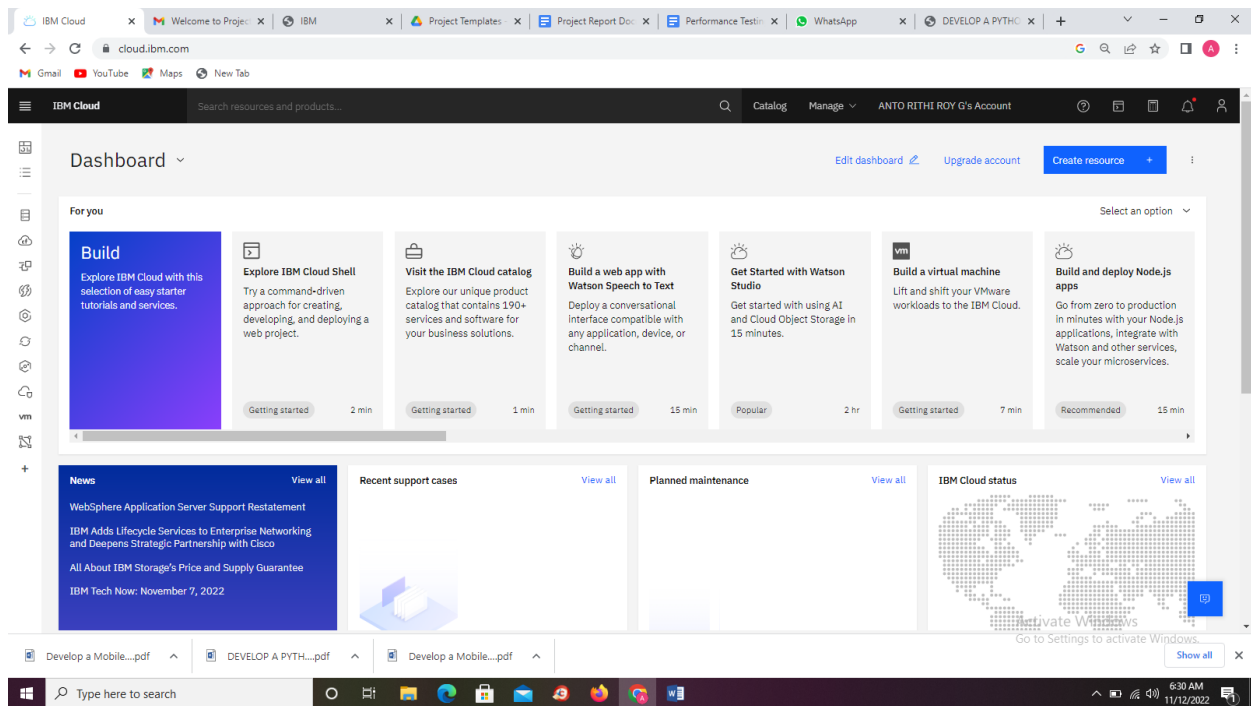 IBM Cloud
Welcome to Project
IBM
Project Templates -
Project Report Doc
Performance Testin
WhatsApp
DEVELOP A PYTHO
cloud.ibm.com
G
A
Gmail
YouTube
Maps
New Tab
IBM Cloud
Search resources and products...
Catalog
Manage
ANTO RITHI ROY G's Account
Dashboard
Edit dashboard
Upgrade account
Create resource +
For you
Select an option
Build
Explore IBM Cloud with this
selection of easy starter
tutorials and services.
Explore IBM Cloud Shell
Try a command-driven
approach for creating,
developing, and deploying a
web project.
Getting started
2 min
Visit the IBM Cloud catalog
Explore our unique product
catalog that contains 190+
services and software for
your business solutions.
Getting started
1 min
Build a web app with
Watson Speech to Text
Deploy a conversational
interface compatible with
any application, device, or
channel.
Getting started
15 min
Get Started with Watson
Studio
Get started with using AI
and Cloud Object Storage in
15 minutes.
Popular
2 hr
vm
Build a virtual machine
Lift and shift your VMware
workloads to the IBM Cloud.
Getting started
7 min
Build and deploy Node.js
apps
Go from zero to production
in minutes with your Node.js
applications, integrate with
Watson and other services,
scale your microservices.
Recommended
15 min
vm
News
View all
WebSphere Application Server Support Restatement
IBM Adds Lifecycle Services to Enterprise Networking
and Deepens Strategic Partnership with Cisco
All About IBM Storage's Price and Supply Guarantee
IBM Tech Now: November 7, 2022
Recent support cases
View all
Planned maintenance
View all
IBM Cloud status
View all
Activate Windows
Go to Settings to activate Windows.
Develop a Mobile....pdf
DEVELOP A PYTH....pdf
Develop a Mobile....pdf
Show all
Type here to search
6:30 AM
11/12/2022